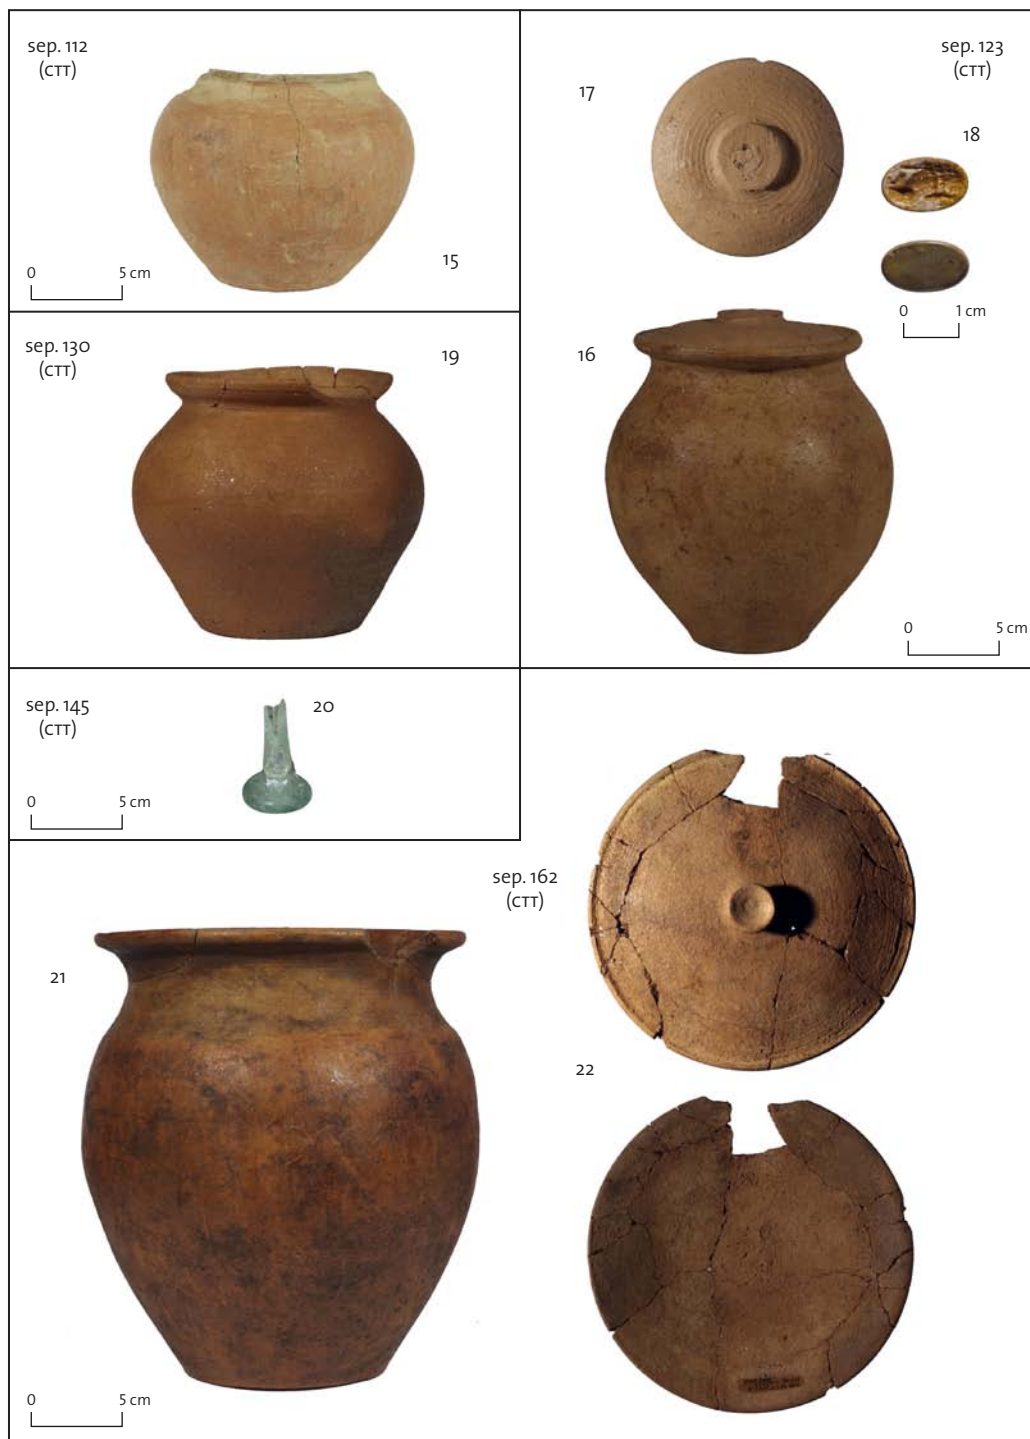 sep. 112
(CTT)
15
0 5 cm
sep. 123
(CTT)
17
18
0 1 cm
16
0 5 cm
sep. 130
(CTT)
19
sep. 145
(CTT)
20
0 5 cm
sep. 162
(CTT)
21
22
0 5 cm